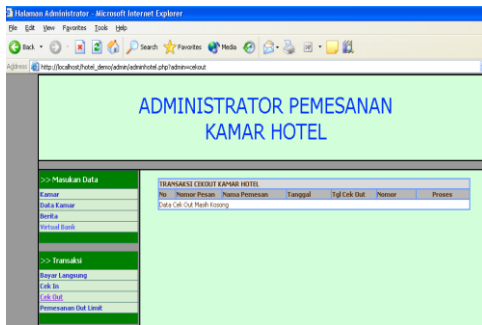 Halaman Administrator - Microsoft Internet Explorer
File Edit View Favorites Tools Help
Back Search Favorites Media
Address http://localhost/hotel_demo/admin/adminhotel.php?admin=cekout
ADMINISTRATOR PEMESANAN
KAMAR HOTEL
>> Masukan Data
Kamar
Data Kamar
Berita
Virtual Bank
>> Transaksi
Bayar Langsung
Cek In
Cek Out
Pemesanan Out Limit
TRANSAKSI CEKOUT KAMAR HOTEL
No Nomor Pesan Nama Pemesan Tanggal Tgl Cek Out Nomor Proses
Data Cek Out Masih Kosong